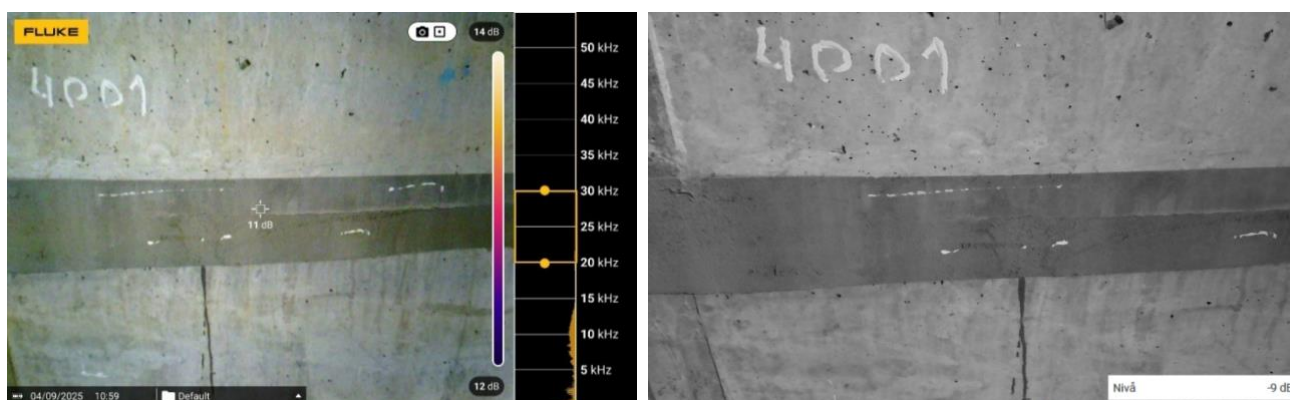 FLUKE
14 dB
50 kHz
45 kHz
40 kHz
35 kHz
30 kHz
25 kHz
20 kHz
15 kHz
10 kHz
5 kHz
4001
11 dB
12 dB
04/09/2025 10:59
Default
4001
Nivå -9 dB